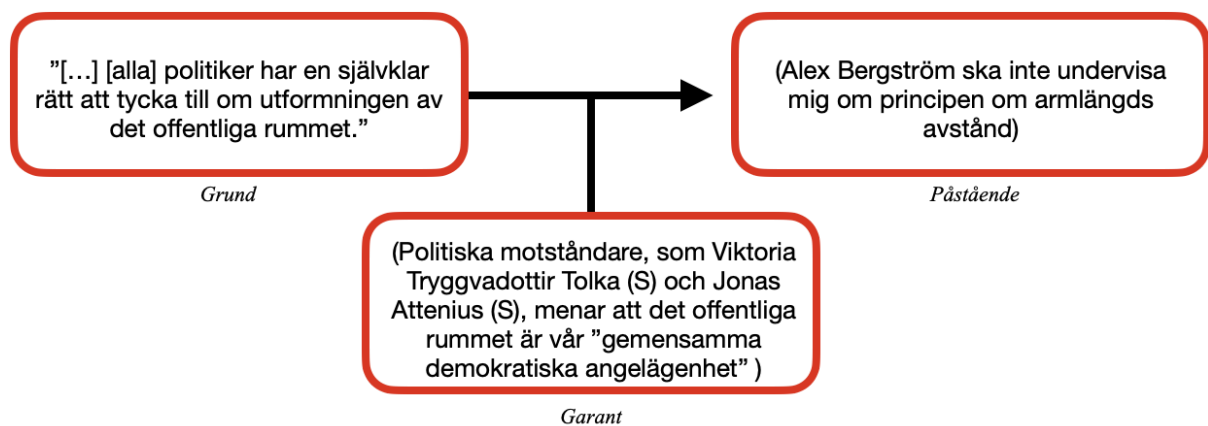 ”[…] [alla] politiker har en självklar
rätt att tycka till om utformningen av
det offentliga rummet.”
Grund
(Alex Bergström ska inte undervisa
mig om principen om armlängds
avstånd)
Påstående
(Politiska motståndare, som Viktoria
Tryggvadottir Tolka (S) och Jonas
Attenius (S), menar att det offentliga
rummet är vår ”gemensamma
demokratiska angelägenhet” )
Garant